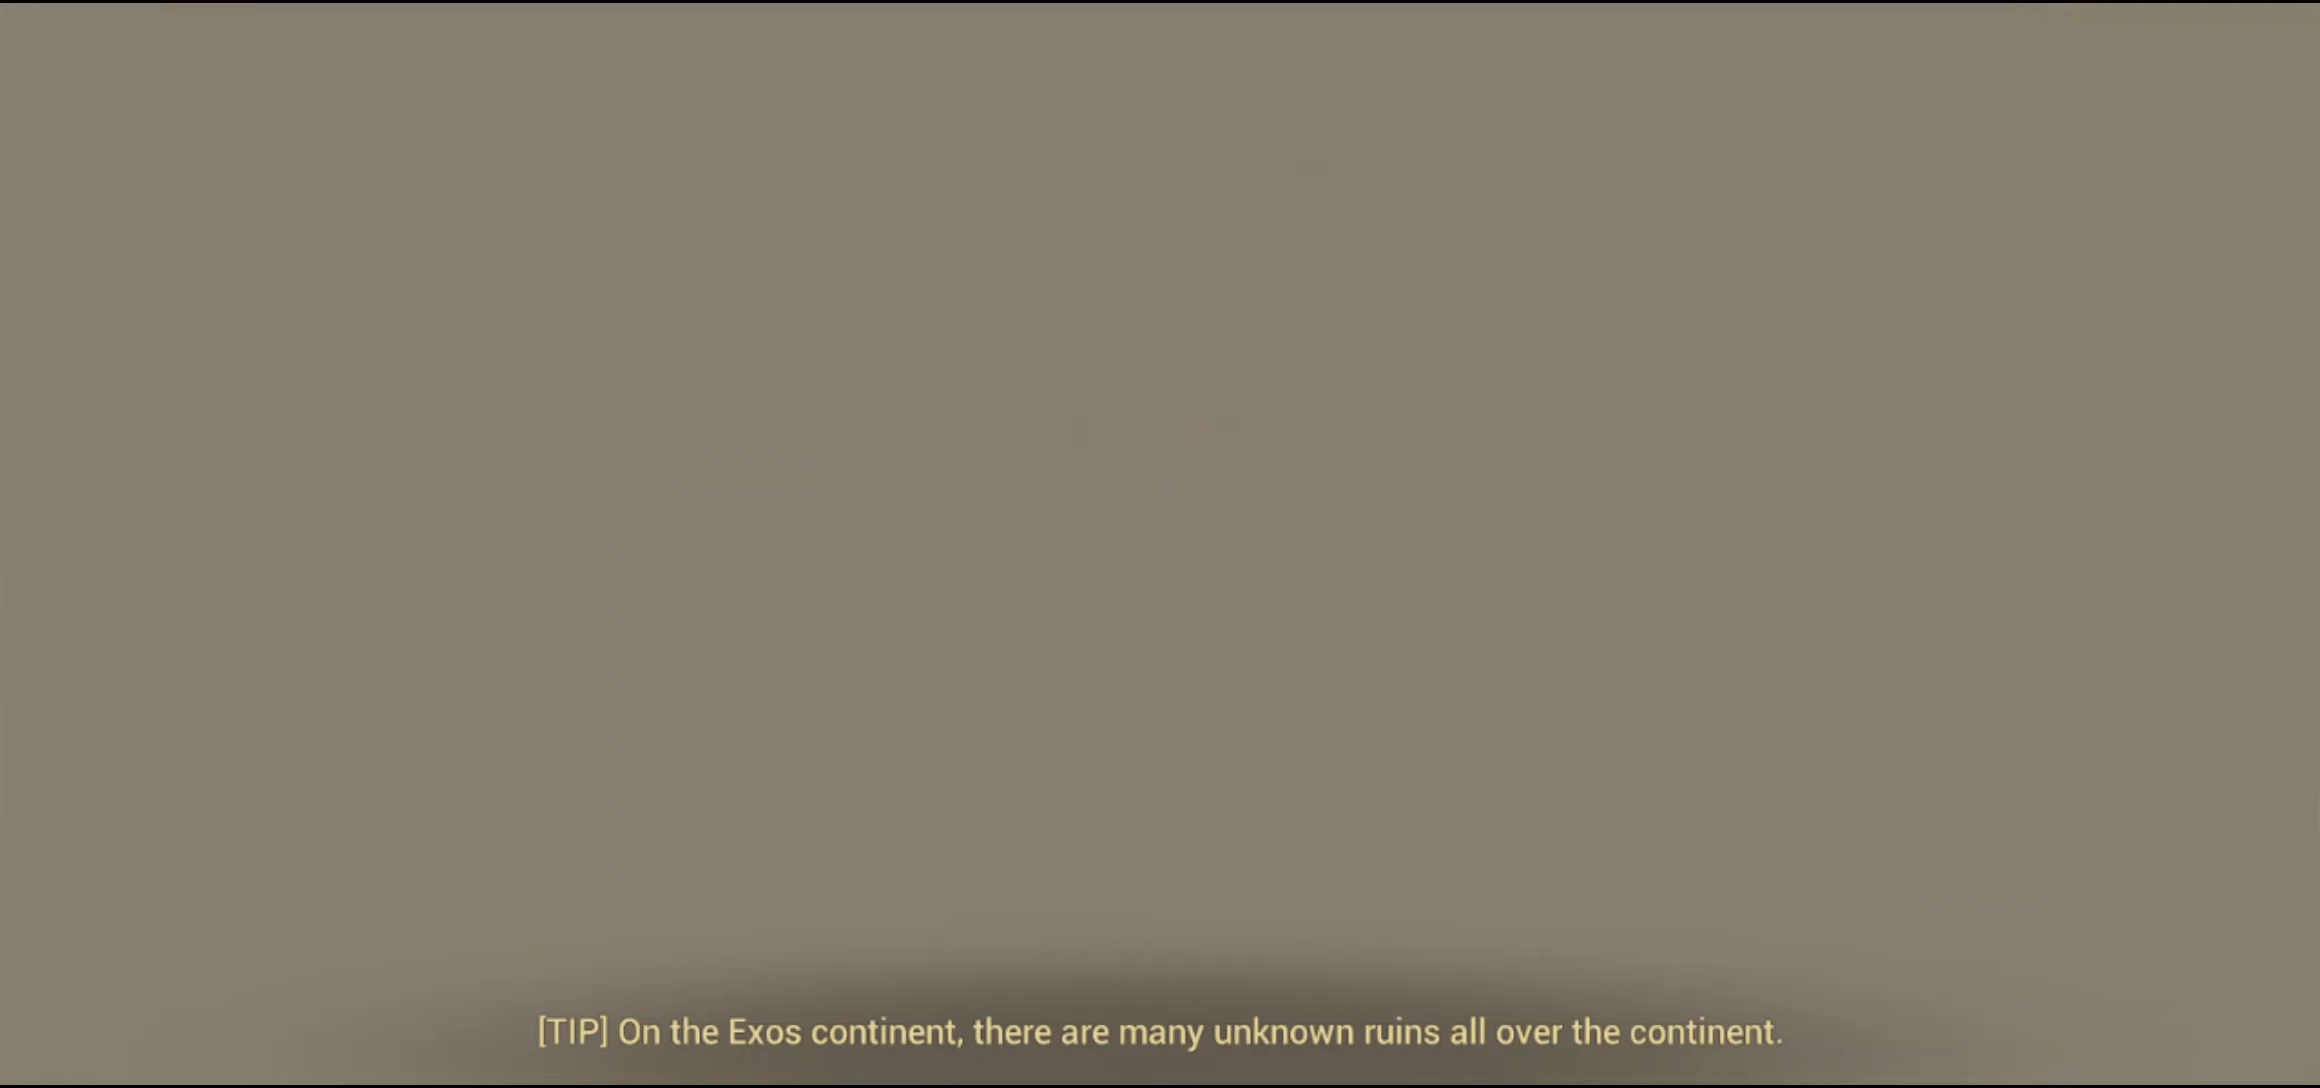 [TIP] On the Exos continent, there are many unknown ruins all over the continent.